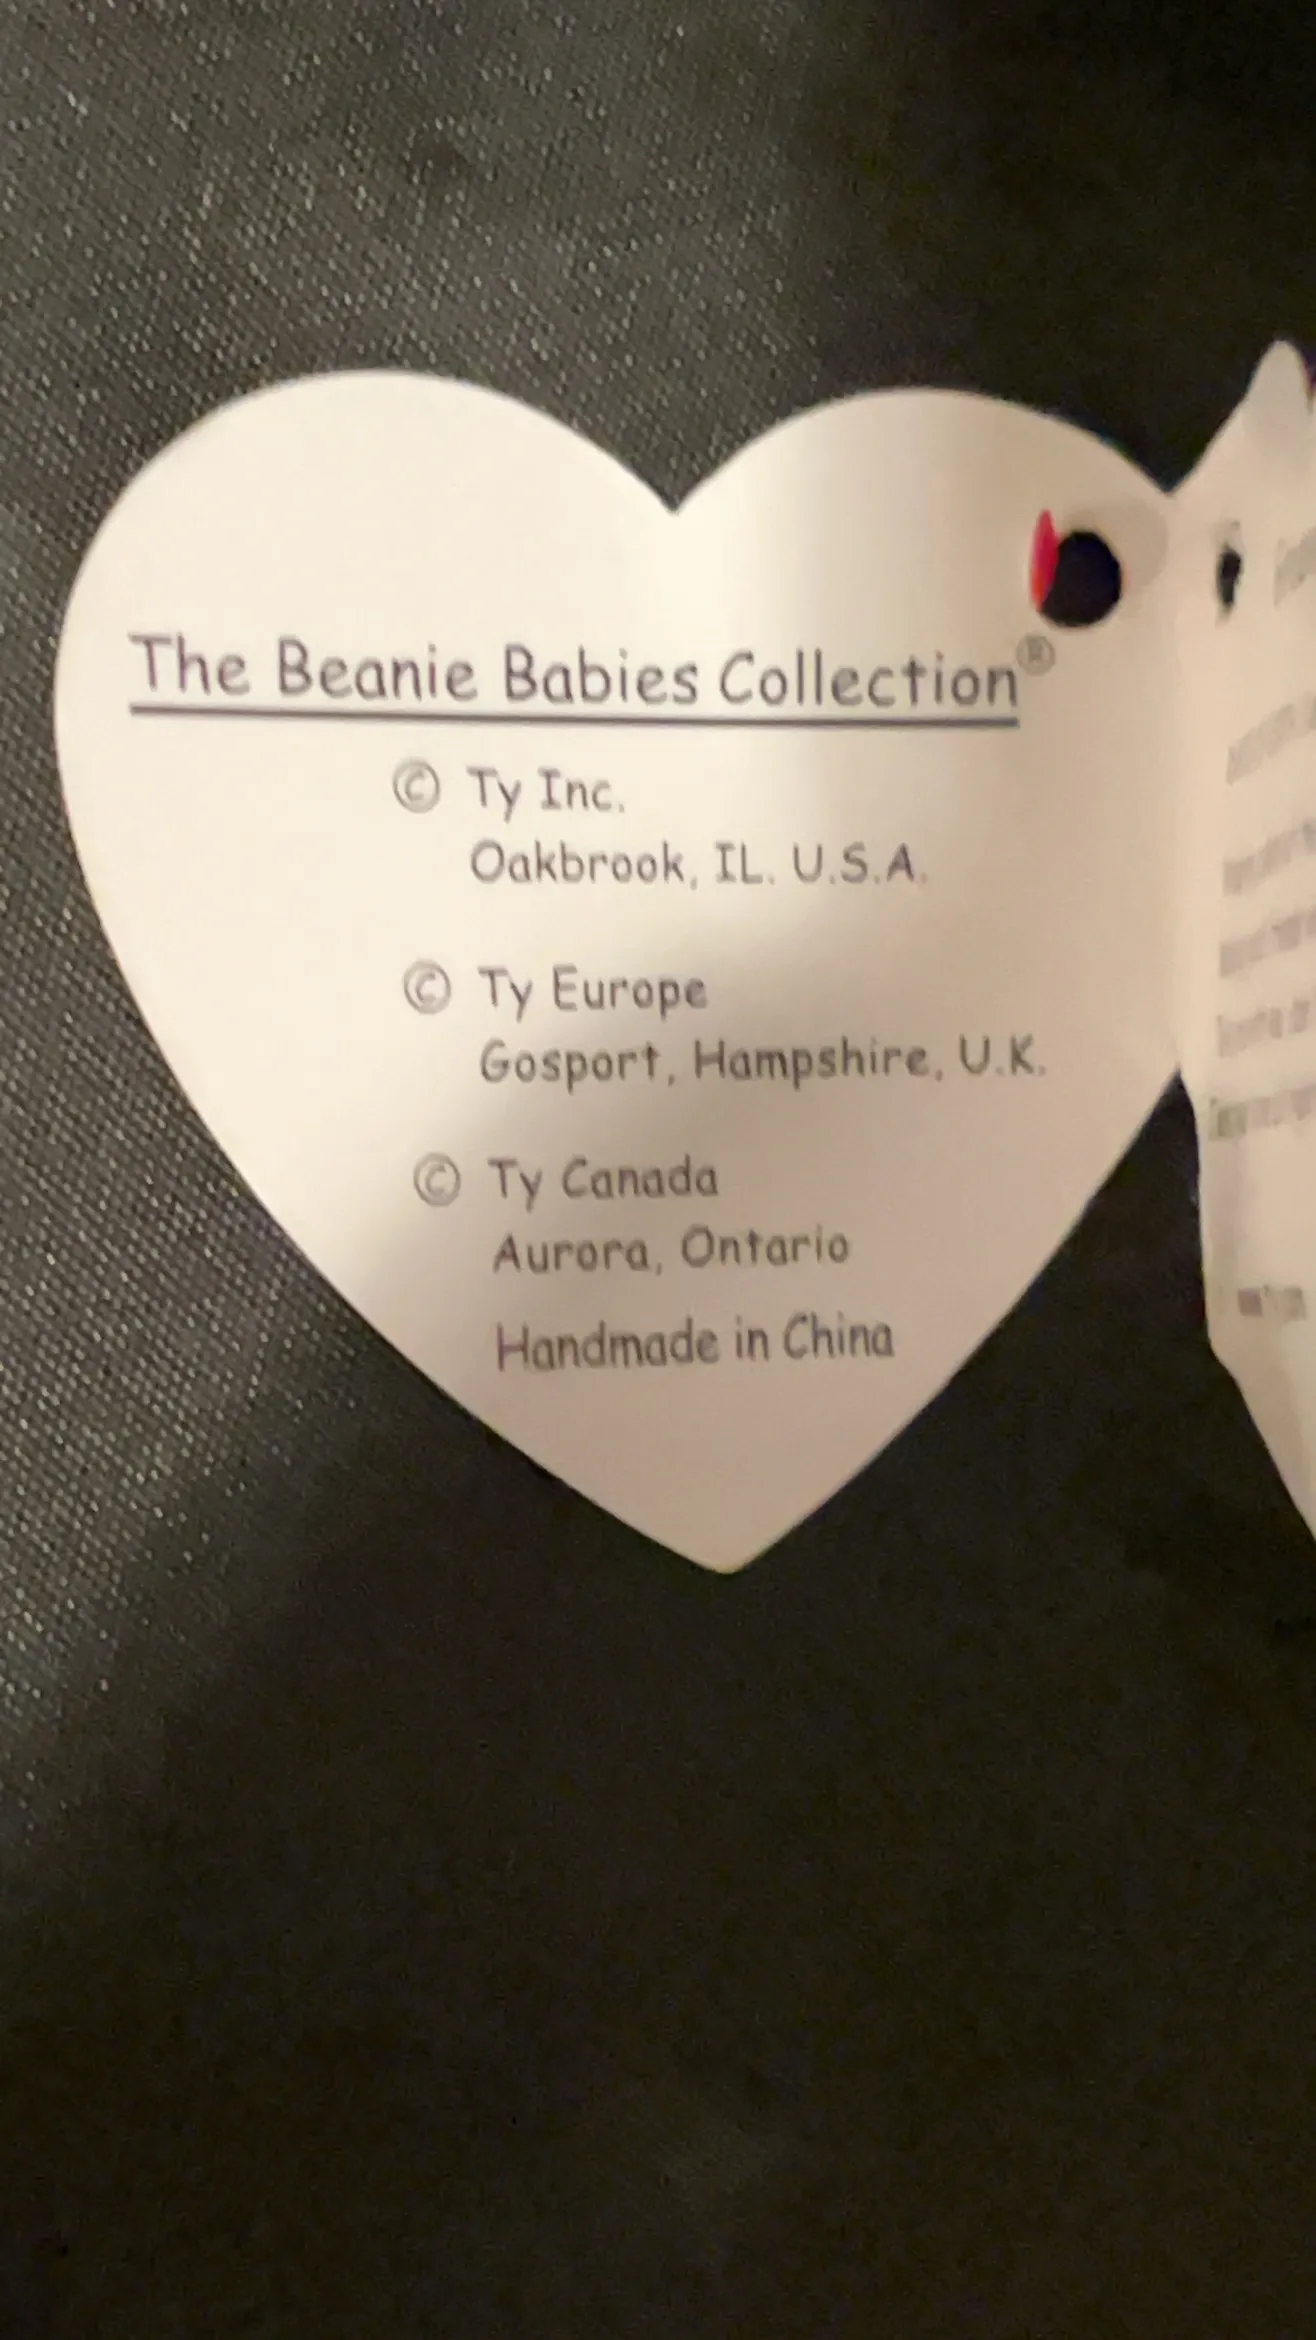 The Beanie Babies Collection®
© Ty Inc.
Oakbrook, IL. U.S.A.
© Ty Europe
Gosport, Hampshire, U.K.
© Ty Canada
Aurora, Ontario
Handmade in China